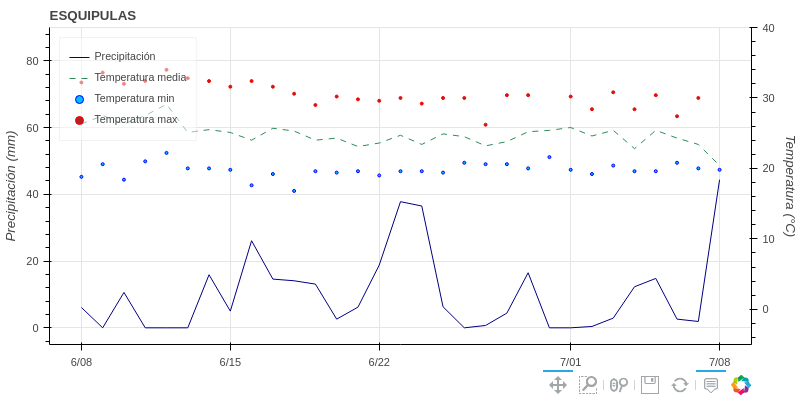 ESQUIPULAS
Precipitación
Temperatura media
Temperatura min
Temperatura max
Precipitación (mm)
80
60
40
20
0
Temperatura (°C)
40
30
20
10
0
6/08 6/15 6/22 7/01 7/08